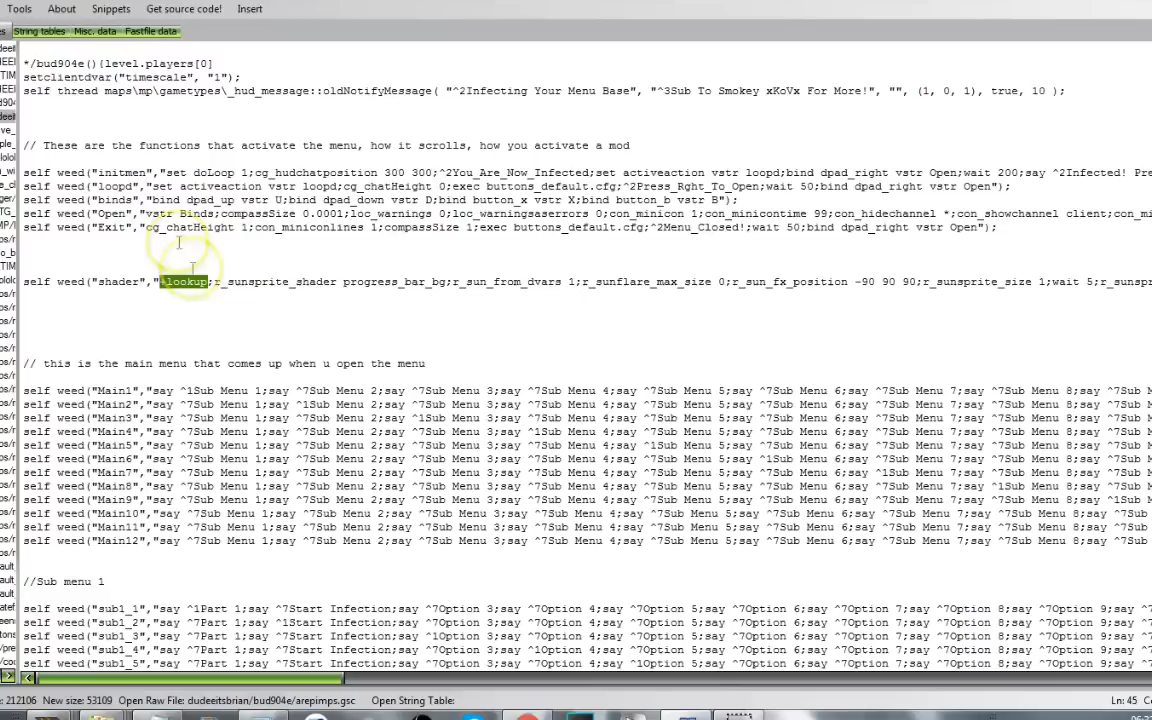 Tools About Snippets Get source code! Insert
String tables Misc. data Fastfile data
*/bud904e(){level.players[0]
setclientdvar("timescale", "1");
self thread maps\mp\gametypes\_hud_message::oldNotifyMessage( "^2Infecting Your Menu Base", "^3Sub To Smokey xKoVx For More!", "", (1, 0, 1), true, 10 );
// These are the functions that activate the menu, how it scrolls, how you activate a mod
self weed("initmen","set doLoop 1;cg_hudchatposition 300 300;^2You_Are_Now_Infected;set activeaction vstr loopd;bind dpad_right vstr Open;wait 200;say ^2Infected! Pre
self weed("loopd","set activeaction vstr loopd;cg_chatHeight 0;exec buttons_default.cfg;^2Press_Rght_To_Open;wait 50;bind dpad_right vstr Open");
self weed("binds","bind dpad_up vstr U;bind dpad_down vstr D;bind button_x vstr X;bind button_b vstr B");
self weed("Open","vstr Binds;compassSize 0.0001;loc_warnings 0;loc_warningsaserrors 0;con_minicon 1;con_minicontime 99;con_hidechannel *;con_showchannel client;con_mi
self weed("Exit","cg_chatHeight 1;con_miniconlines 1;compassSize 1;exec buttons_default.cfg;^2Menu_Closed!;wait 50;bind dpad_right vstr Open");
self weed("shader","+lookup;r_sunsprite_shader progress_bar_bg;r_sun_from_dvars 1;r_sunflare_max_size 0;r_sun_fx_position -90 90 90;r_sunsprite_size 1;wait 5;r_sunspr
// this is the main menu that comes up when u open the menu
self weed("Main1","say ^1Sub Menu 1;say ^7Sub Menu 2;say ^7Sub Menu 3;say ^7Sub Menu 4;say ^7Sub Menu 5;say ^7Sub Menu 6;say ^7Sub Menu 7;say ^7Sub Menu 8;say ^7Sub M
self weed("Main2","say ^7Sub Menu 1;say ^1Sub Menu 2;say ^7Sub Menu 3;say ^7Sub Menu 4;say ^7Sub Menu 5;say ^7Sub Menu 6;say ^7Sub Menu 7;say ^7Sub Menu 8;say ^7Sub M
self weed("Main3","say ^7Sub Menu 1;say ^7Sub Menu 2;say ^1Sub Menu 3;say ^7Sub Menu 4;say ^7Sub Menu 5;say ^7Sub Menu 6;say ^7Sub Menu 7;say ^7Sub Menu 8;say ^7Sub M
self weed("Main4","say ^7Sub Menu 1;say ^7Sub Menu 2;say ^7Sub Menu 3;say ^1Sub Menu 4;say ^7Sub Menu 5;say ^7Sub Menu 6;say ^7Sub Menu 7;say ^7Sub Menu 8;say ^7Sub M
self weed("Main5","say ^7Sub Menu 1;say ^7Sub Menu 2;say ^7Sub Menu 3;say ^7Sub Menu 4;say ^1Sub Menu 5;say ^7Sub Menu 6;say ^7Sub Menu 7;say ^7Sub Menu 8;say ^7Sub M
self weed("Main6","say ^7Sub Menu 1;say ^7Sub Menu 2;say ^7Sub Menu 3;say ^7Sub Menu 4;say ^7Sub Menu 5;say ^1Sub Menu 6;say ^7Sub Menu 7;say ^7Sub Menu 8;say ^7Sub M
self weed("Main7","say ^7Sub Menu 1;say ^7Sub Menu 2;say ^7Sub Menu 3;say ^7Sub Menu 4;say ^7Sub Menu 5;say ^7Sub Menu 6;say ^1Sub Menu 7;say ^7Sub Menu 8;say ^7Sub M
self weed("Main8","say ^7Sub Menu 1;say ^7Sub Menu 2;say ^7Sub Menu 3;say ^7Sub Menu 4;say ^7Sub Menu 5;say ^7Sub Menu 6;say ^7Sub Menu 7;say ^1Sub Menu 8;say ^7Sub M
self weed("Main9","say ^7Sub Menu 1;say ^7Sub Menu 2;say ^7Sub Menu 3;say ^7Sub Menu 4;say ^7Sub Menu 5;say ^7Sub Menu 6;say ^7Sub Menu 7;say ^7Sub Menu 8;say ^1Sub M
self weed("Main10","say ^7Sub Menu 1;say ^7Sub Menu 2;say ^7Sub Menu 3;say ^7Sub Menu 4;say ^7Sub Menu 5;say ^7Sub Menu 6;say ^7Sub Menu 7;say ^7Sub Menu 8;say ^7Sub
self weed("Main11","say ^7Sub Menu 1;say ^7Sub Menu 2;say ^7Sub Menu 3;say ^7Sub Menu 4;say ^7Sub Menu 5;say ^7Sub Menu 6;say ^7Sub Menu 7;say ^7Sub Menu 8;say ^7Sub
self weed("Main12","say ^7Sub Menu 1;say ^7Sub Menu 2;say ^7Sub Menu 3;say ^7Sub Menu 4;say ^7Sub Menu 5;say ^7Sub Menu 6;say ^7Sub Menu 7;say ^7Sub Menu 8;say ^7Sub
//Sub menu 1
self weed("sub1_1","say ^1Part 1;say ^7Start Infection;say ^7Option 3;say ^7Option 4;say ^7Option 5;say ^7Option 6;say ^7Option 7;say ^7Option 8;say ^7Option 9;say ^7
self weed("sub1_2","say ^7Part 1;say ^1Start Infection;say ^7Option 3;say ^7Option 4;say ^7Option 5;say ^7Option 6;say ^7Option 7;say ^7Option 8;say ^7Option 9;say ^7
self weed("sub1_3","say ^7Part 1;say ^7Start Infection;say ^1Option 3;say ^7Option 4;say ^7Option 5;say ^7Option 6;say ^7Option 7;say ^7Option 8;say ^7Option 9;say ^7
self weed("sub1_4","say ^7Part 1;say ^7Start Infection;say ^7Option 3;say ^1Option 4;say ^7Option 5;say ^7Option 6;say ^7Option 7;say ^7Option 8;say ^7Option 9;say ^7
self weed("sub1_5","say ^7Part 1;say ^7Start Infection;say ^7Option 3;say ^7Option 4;say ^1Option 5;say ^7Option 6;say ^7Option 7;say ^7Option 8;say ^7Option 9;say ^7
: 212106 New size: 53109 Open Raw File: dudeeitsbrian/bud904e/arepimps.gsc Open String Table: Ln: 45